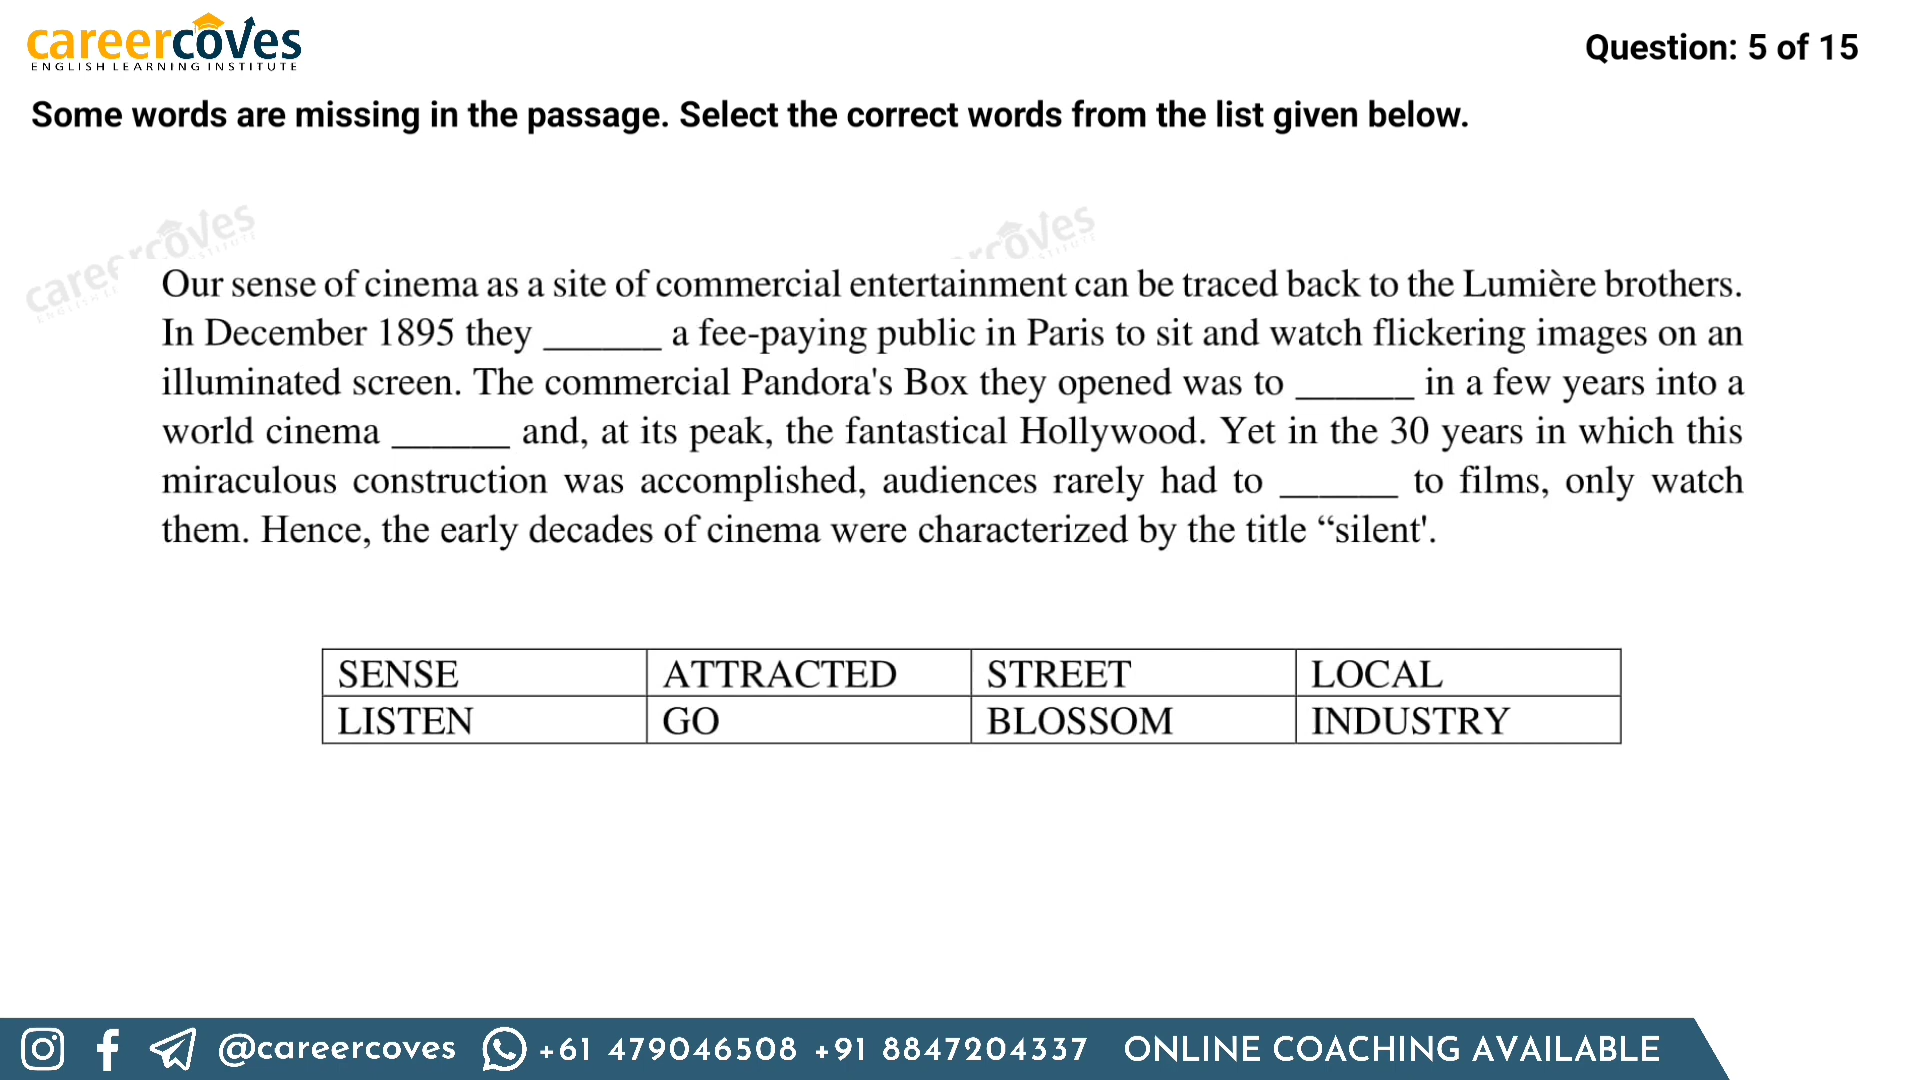 careercoves
ENGLISH LEARNING INSTITUTE
Question: 5 of 15
Some words are missing in the passage. Select the correct words from the list given below.
careercoves
rcoves
Our sense of cinema as a site of commercial entertainment can be traced back to the Lumière brothers.
In December 1895 they ______ a fee-paying public in Paris to sit and watch flickering images on an
illuminated screen. The commercial Pandora's Box they opened was to ______ in a few years into a
world cinema ______ and, at its peak, the fantastical Hollywood. Yet in the 30 years in which this
miraculous construction was accomplished, audiences rarely had to ______ to films, only watch
them. Hence, the early decades of cinema were characterized by the title “silent'.
SENSE ATTRACTED STREET LOCAL
LISTEN GO BLOSSOM INDUSTRY
@careercoves +61 479046508 +91 8847204337 ONLINE COACHING AVAILABLE